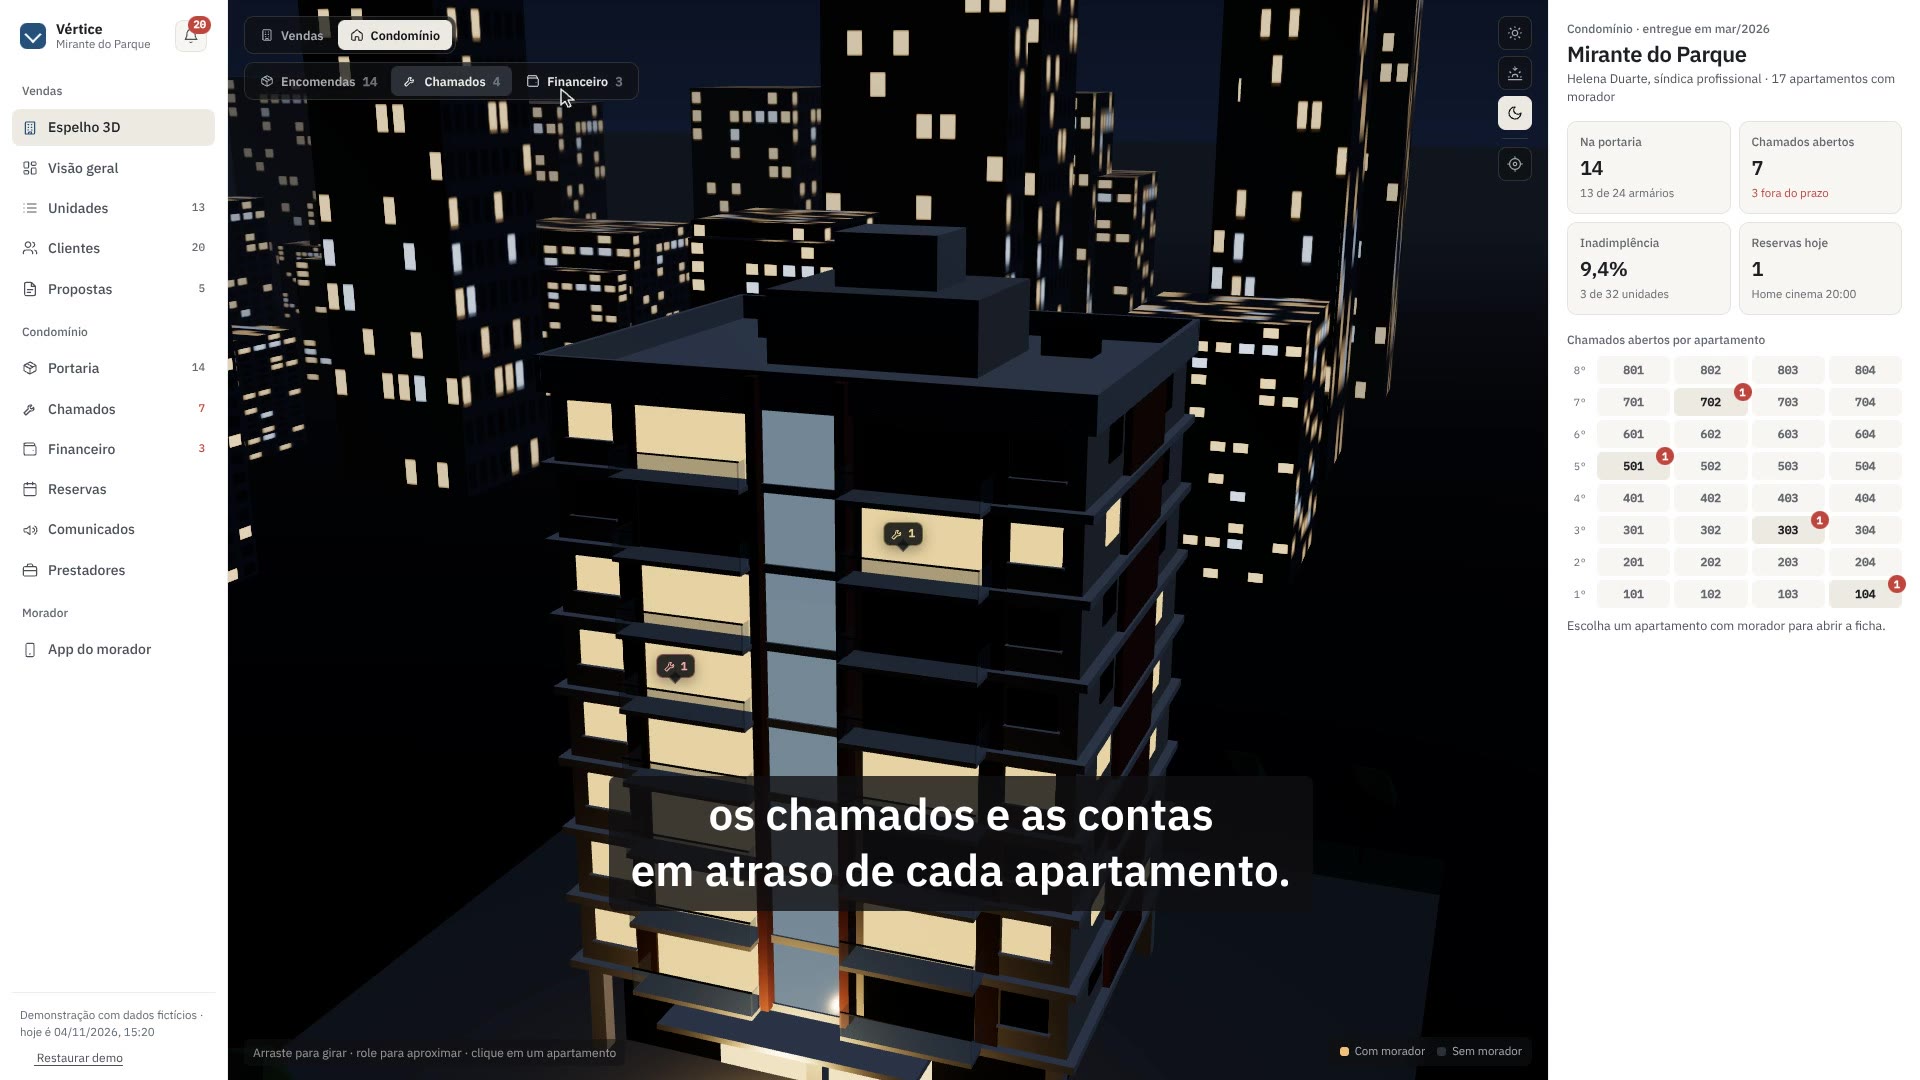 Vértice
Mirante do Parque
20
Vendas
Espelho 3D
Visão geral
Unidades 13
Clientes 20
Propostas 5
Condomínio
Portaria 14
Chamados 7
Financeiro 3
Reservas
Comunicados
Prestadores
Morador
App do morador
Demonstração com dados fictícios ·
hoje é 04/11/2026, 15:20
Restaurar demo
Vendas Condomínio
Encomendas 14 Chamados 4 Financeiro 3
1
1
os chamados e as contas
em atraso de cada apartamento.
Arraste para girar · role para aproximar · clique em um apartamento
Com morador Sem morador
Condomínio · entregue em mar/2026
Mirante do Parque
Helena Duarte, síndica profissional · 17 apartamentos com
morador
Na portaria
14
13 de 24 armários
Chamados abertos
7
3 fora do prazo
Inadimplência
9,4%
3 de 32 unidades
Reservas hoje
1
Home cinema 20:00
Chamados abertos por apartamento
8° 801 802 803 804
7° 701 702 1 703 704
6° 601 602 603 604
5° 501 1 502 503 504
4° 401 402 403 404
3° 301 302 303 1 304
2° 201 202 203 204
1° 101 102 103 104 1
Escolha um apartamento com morador para abrir a ficha.